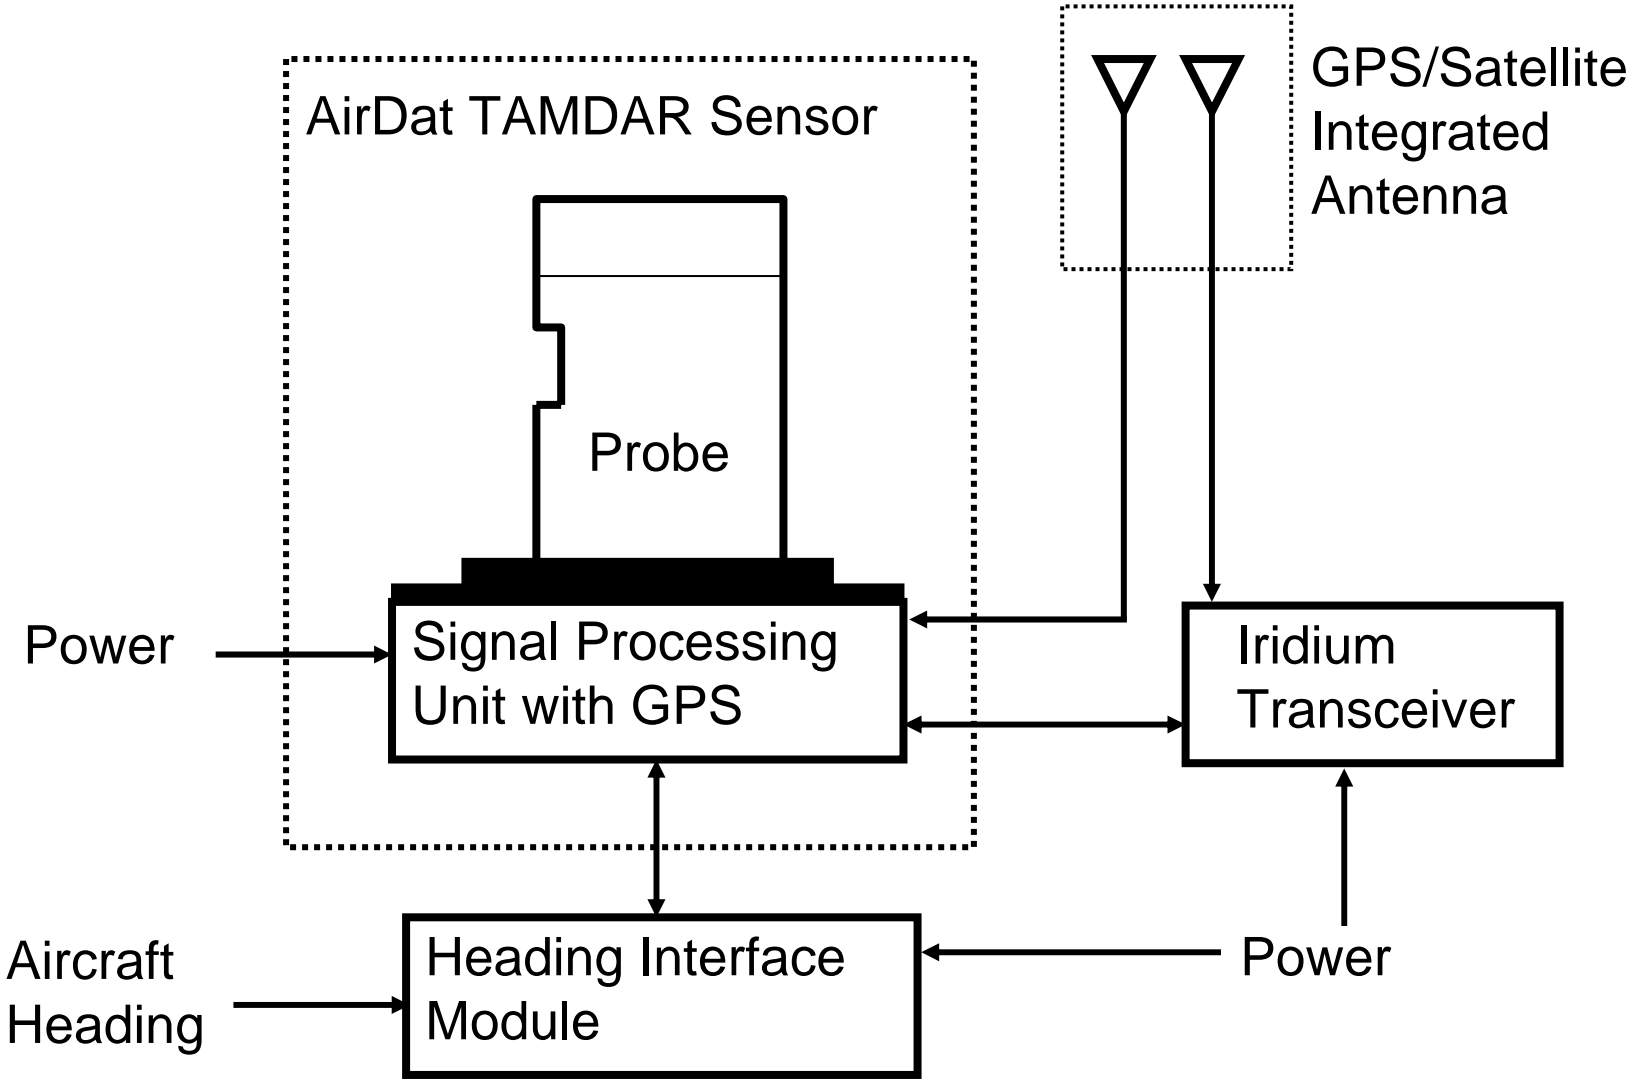 AirDat TAMDAR Sensor
GPS/Satellite
Integrated
Antenna
Probe
Power
Signal Processing
Unit with GPS
Iridium
Transceiver
Aircraft
Heading
Heading Interface
Module
Power